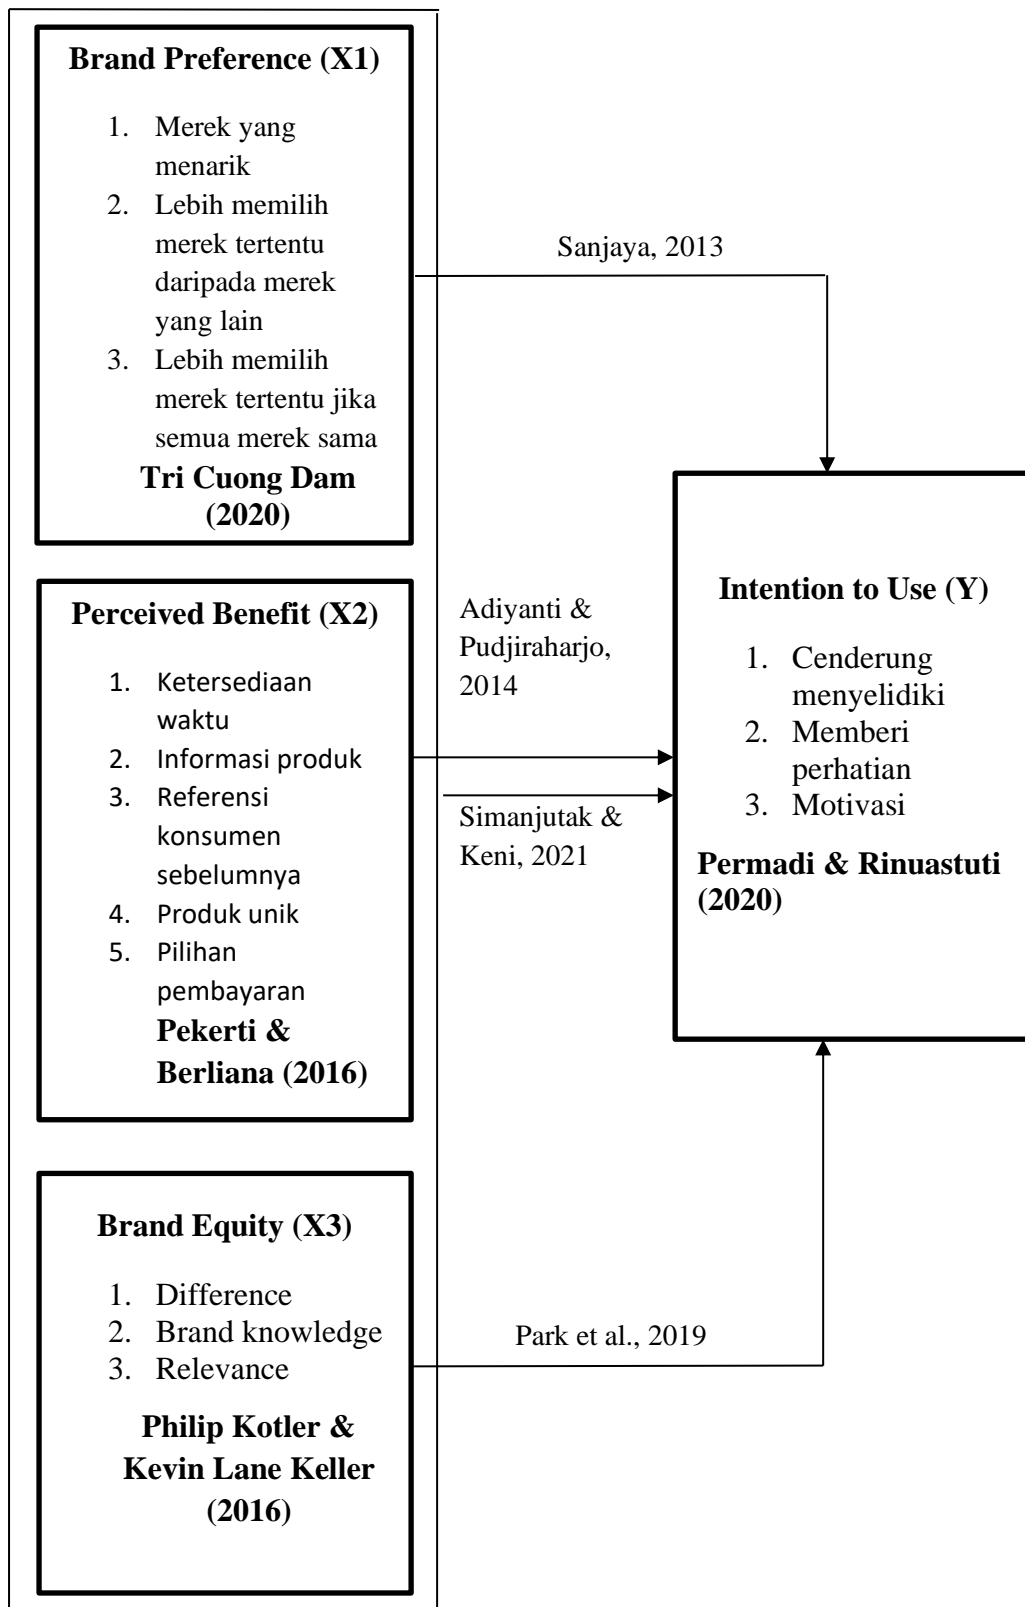 Brand Preference (X1)
1. Merek yang
menarik
2. Lebih memilih
merek tertentu
daripada merek
yang lain
3. Lebih memilih
merek tertentu jika
semua merek sama
Tri Cuong Dam
(2020)
Sanjaya, 2013
Perceived Benefit (X2)
1. Ketersediaan
waktu
2. Informasi produk
3. Referensi
konsumen
sebelumnya
4. Produk unik
5. Pilihan
pembayaran
Pekerti &
Berliana (2016)
Adiyanti &
Pudjiraharjo,
2014
Simanjutak &
Keni, 2021
Intention to Use (Y)
1. Cenderung
menyelidiki
2. Memberi
perhatian
3. Motivasi
Permadi & Rinuastuti
(2020)
Brand Equity (X3)
1. Difference
2. Brand knowledge
3. Relevance
Philip Kotler &
Kevin Lane Keller
(2016)
Park et al., 2019